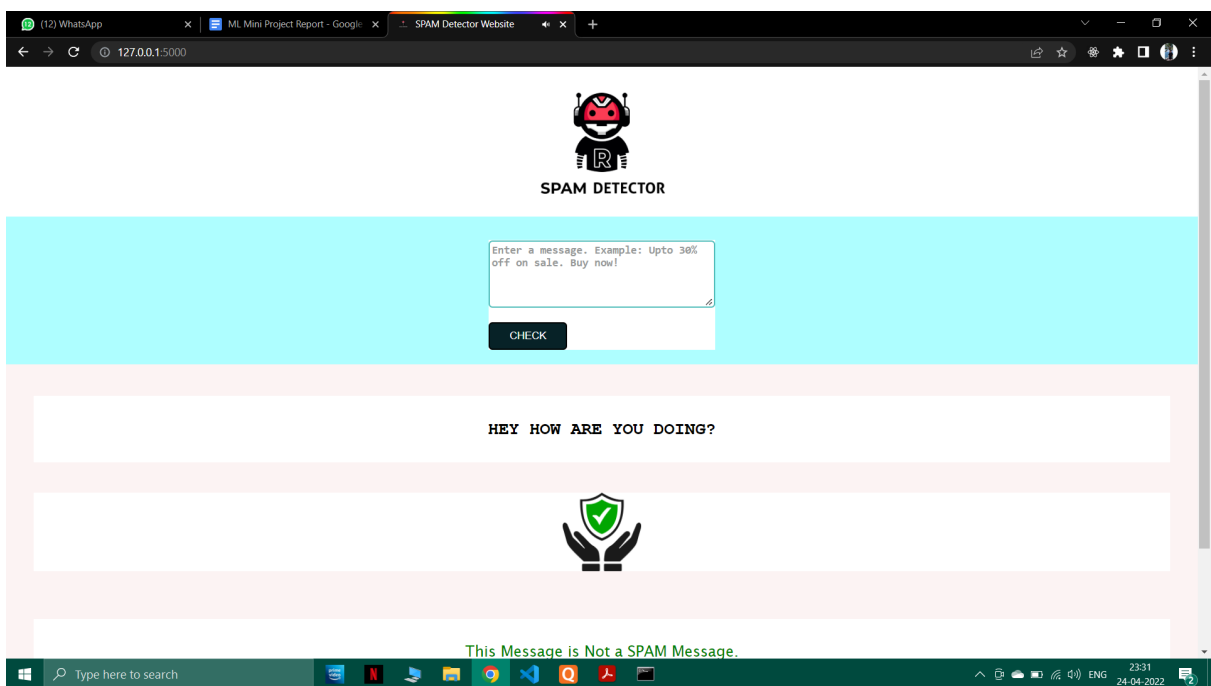 (12) WhatsApp
ML Mini Project Report - Google
SPAM Detector Website
127.0.0.1:5000
R
SPAM DETECTOR
Enter a message. Example: Upto 30%
off on sale. Buy now!
CHECK
HEY HOW ARE YOU DOING?
This Message is Not a SPAM Message.
Type here to search
N
Q
ENG
23:31
24-04-2022
2